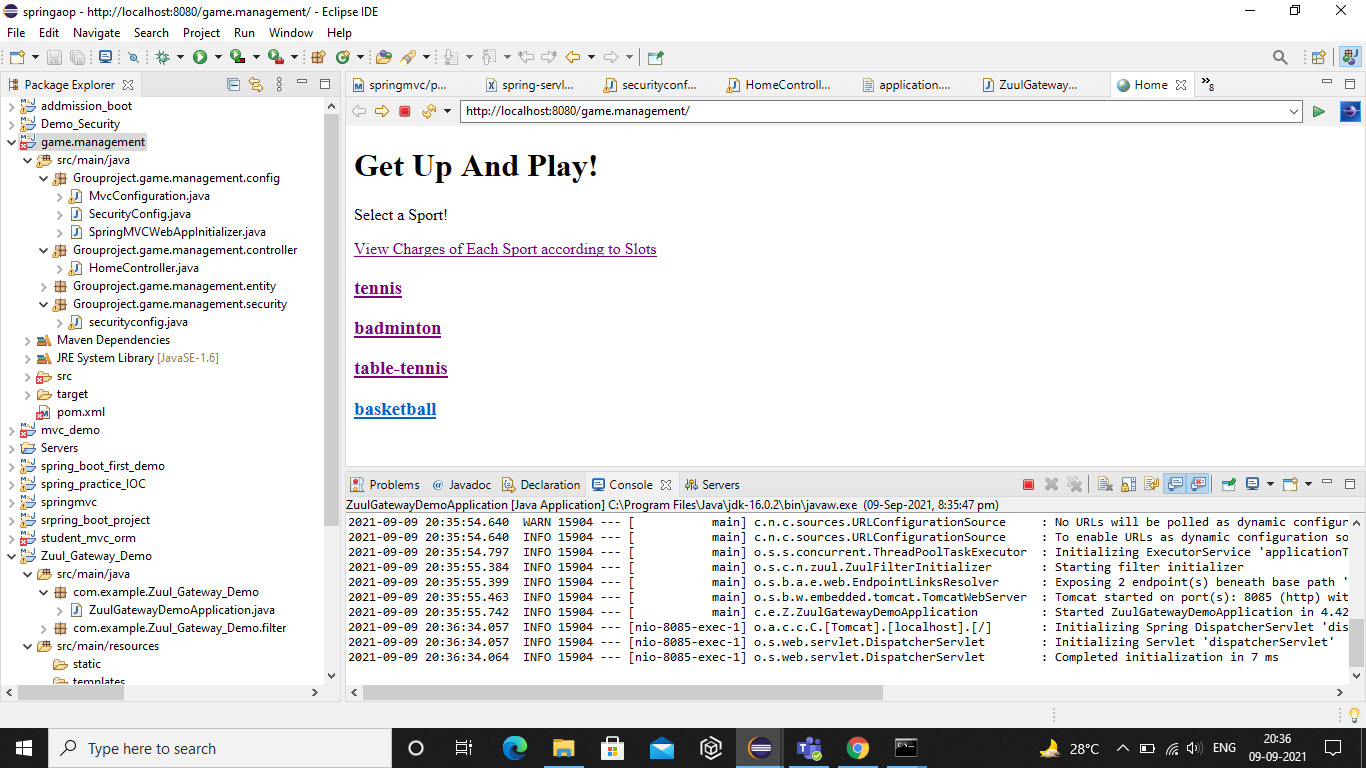 springaop - http://localhost:8080/game.management/ - Eclipse IDE
File Edit Navigate Search Project Run Window Help
Package Explorer
addmission_boot
Demo_Security
game.management
src/main/java
Grouproject.game.management.config
MvcConfiguration.java
SecurityConfig.java
SpringMVCWebAppInitializer.java
Grouproject.game.management.controller
HomeController.java
Grouproject.game.management.entity
Grouproject.game.management.security
securityconfig.java
Maven Dependencies
JRE System Library [JavaSE-1.6]
src
target
pom.xml
mvc_demo
Servers
spring_boot_first_demo
spring_practice_IOC
springmvc
srpring_boot_project
student_mvc_orm
Zuul_Gateway_Demo
src/main/java
com.example.Zuul_Gateway_Demo
ZuulGatewayDemoApplication.java
com.example.Zuul_Gateway_Demo.filter
src/main/resources
static
templates
springmvc/p... spring-servl... securityconf... HomeControll... application.... ZuulGateway... Home 8
http://localhost:8080/game.management/
Get Up And Play!
Select a Sport!
View Charges of Each Sport according to Slots
tennis
badminton
table-tennis
basketball
Problems @ Javadoc Declaration Console Servers
ZuulGatewayDemoApplication [Java Application] C:\Program Files\Java\jdk-16.0.2\bin\javaw.exe (09-Sep-2021, 8:35:47 pm)
2021-09-09 20:35:54.640 WARN 15904 --- [ main] c.n.c.sources.URLConfigurationSource : No URLs will be polled as dynamic configur
2021-09-09 20:35:54.640 INFO 15904 --- [ main] c.n.c.sources.URLConfigurationSource : To enable URLs as dynamic configuration so
2021-09-09 20:35:54.797 INFO 15904 --- [ main] o.s.s.concurrent.ThreadPoolTaskExecutor : Initializing ExecutorService 'applicationT
2021-09-09 20:35:55.384 INFO 15904 --- [ main] o.s.c.n.zuul.ZuulFilterInitializer : Starting filter initializer
2021-09-09 20:35:55.399 INFO 15904 --- [ main] o.s.b.a.e.web.EndpointLinksResolver : Exposing 2 endpoint(s) beneath base path '
2021-09-09 20:35:55.463 INFO 15904 --- [ main] o.s.b.w.embedded.tomcat.TomcatWebServer : Tomcat started on port(s): 8085 (http) wit
2021-09-09 20:35:55.742 INFO 15904 --- [ main] c.e.Z.ZuulGatewayDemoApplication : Started ZuulGatewayDemoApplication in 4.42
2021-09-09 20:36:34.057 INFO 15904 --- [nio-8085-exec-1] o.a.c.c.C.[Tomcat].[localhost].[/] : Initializing Spring DispatcherServlet 'dis
2021-09-09 20:36:34.057 INFO 15904 --- [nio-8085-exec-1] o.s.web.servlet.DispatcherServlet : Initializing Servlet 'dispatcherServlet'
2021-09-09 20:36:34.064 INFO 15904 --- [nio-8085-exec-1] o.s.web.servlet.DispatcherServlet : Completed initialization in 7 ms
Type here to search
28°C ENG
20:36
09-09-2021